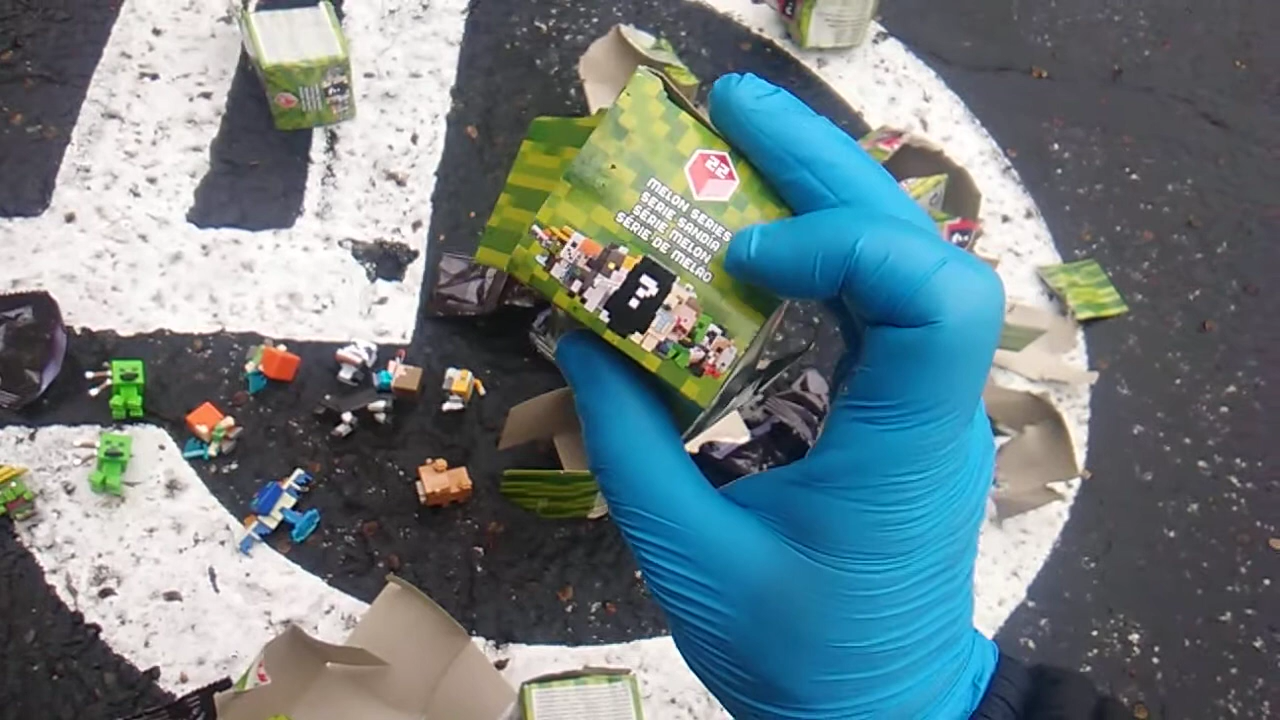 22
MELON SERIES
SERIE SANDÍA
SÉRIE MELON
SÉRIE DE MELÃO
?